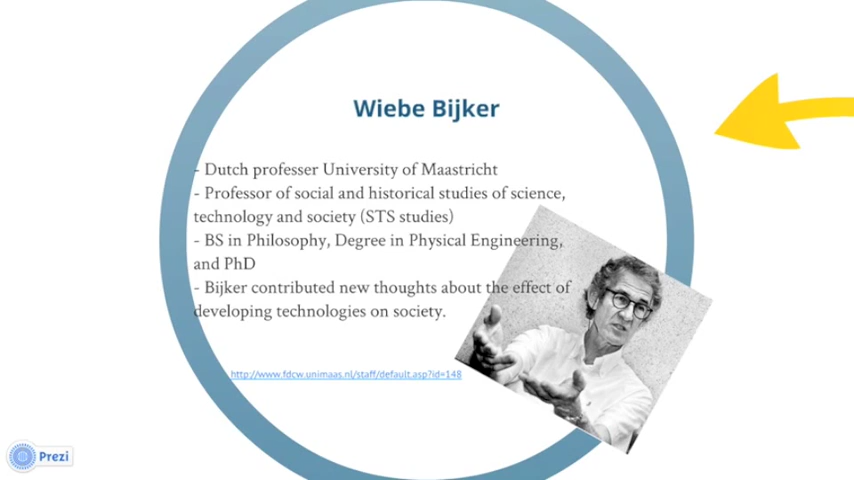 Wiebe Bijker
- Dutch professer University of Maastricht
- Professor of social and historical studies of science,
technology and society (STS studies)
- BS in Philosophy, Degree in Physical Engineering,
and PhD
- Bijker contributed new thoughts about the effect of
developing technologies on society.
http://www.fdcw.unimaas.nl/staff/default.asp?id=148
Prezi